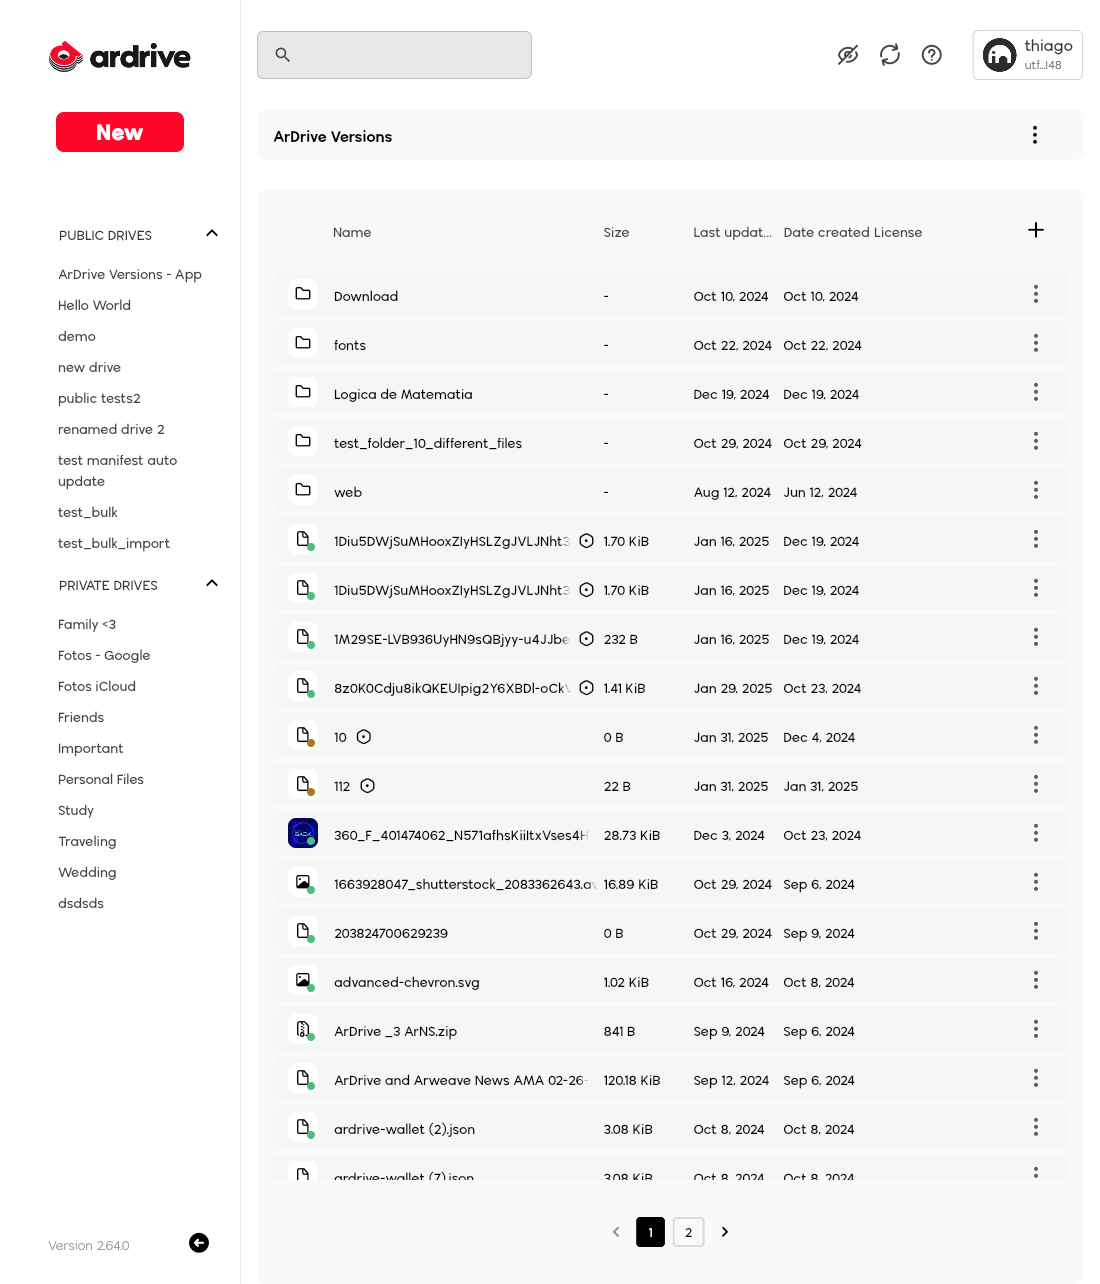 ardrive
thiago
utf...l48
New
ArDrive Versions
PUBLIC DRIVES
ArDrive Versions - App
Hello World
demo
new drive
public tests2
renamed drive 2
test manifest auto
update
test_bulk
test_bulk_import
PRIVATE DRIVES
Family <3
Fotos - Google
Fotos iCloud
Friends
Important
Personal Files
Study
Traveling
Wedding
dsdsds
Version 2.64.0
Name Size Last updat... Date created License
Download - Oct 10, 2024 Oct 10, 2024
fonts - Oct 22, 2024 Oct 22, 2024
Logica de Matematia - Dec 19, 2024 Dec 19, 2024
test_folder_10_different_files - Oct 29, 2024 Oct 29, 2024
web - Aug 12, 2024 Jun 12, 2024
1Diu5DWjSuMHooxZIyHSLZgJVLJNht3 1.70 KiB Jan 16, 2025 Dec 19, 2024
1Diu5DWjSuMHooxZIyHSLZgJVLJNht3 1.70 KiB Jan 16, 2025 Dec 19, 2024
1M29SE-LVB936UyHN9sQBjyy-u4JJbe 232 B Jan 16, 2025 Dec 19, 2024
8z0K0Cdju8ikQKEUIpig2Y6XBDl-oCk 1.41 KiB Jan 29, 2025 Oct 23, 2024
10 0 B Jan 31, 2025 Dec 4, 2024
112 22 B Jan 31, 2025 Jan 31, 2025
360_F_401474062_N571afhsKiiItxVses4H 28.73 KiB Dec 3, 2024 Oct 23, 2024
1663928047_shutterstock_2083362643.av 16.89 KiB Oct 29, 2024 Sep 6, 2024
203824700629239 0 B Oct 29, 2024 Sep 9, 2024
advanced-chevron.svg 1.02 KiB Oct 16, 2024 Oct 8, 2024
ArDrive _3 ArNS.zip 841 B Sep 9, 2024 Sep 6, 2024
ArDrive and Arweave News AMA 02-26- 120.18 KiB Sep 12, 2024 Sep 6, 2024
ardrive-wallet (2).json 3.08 KiB Oct 8, 2024 Oct 8, 2024
ardrive-wallet (7).json 3.08 KiB Oct 8, 2024 Oct 8, 2024
1 2